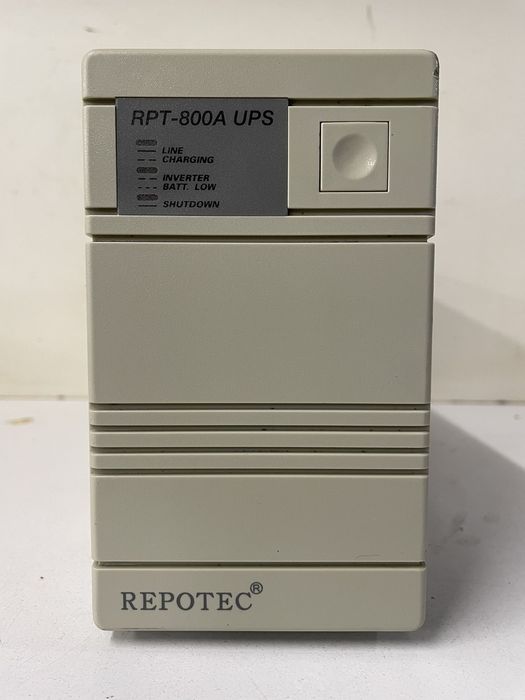 RPT-800A UPS
LINE
CHARGING
INVERTER
BATT. LOW
SHUTDOWN
REPOTEC®